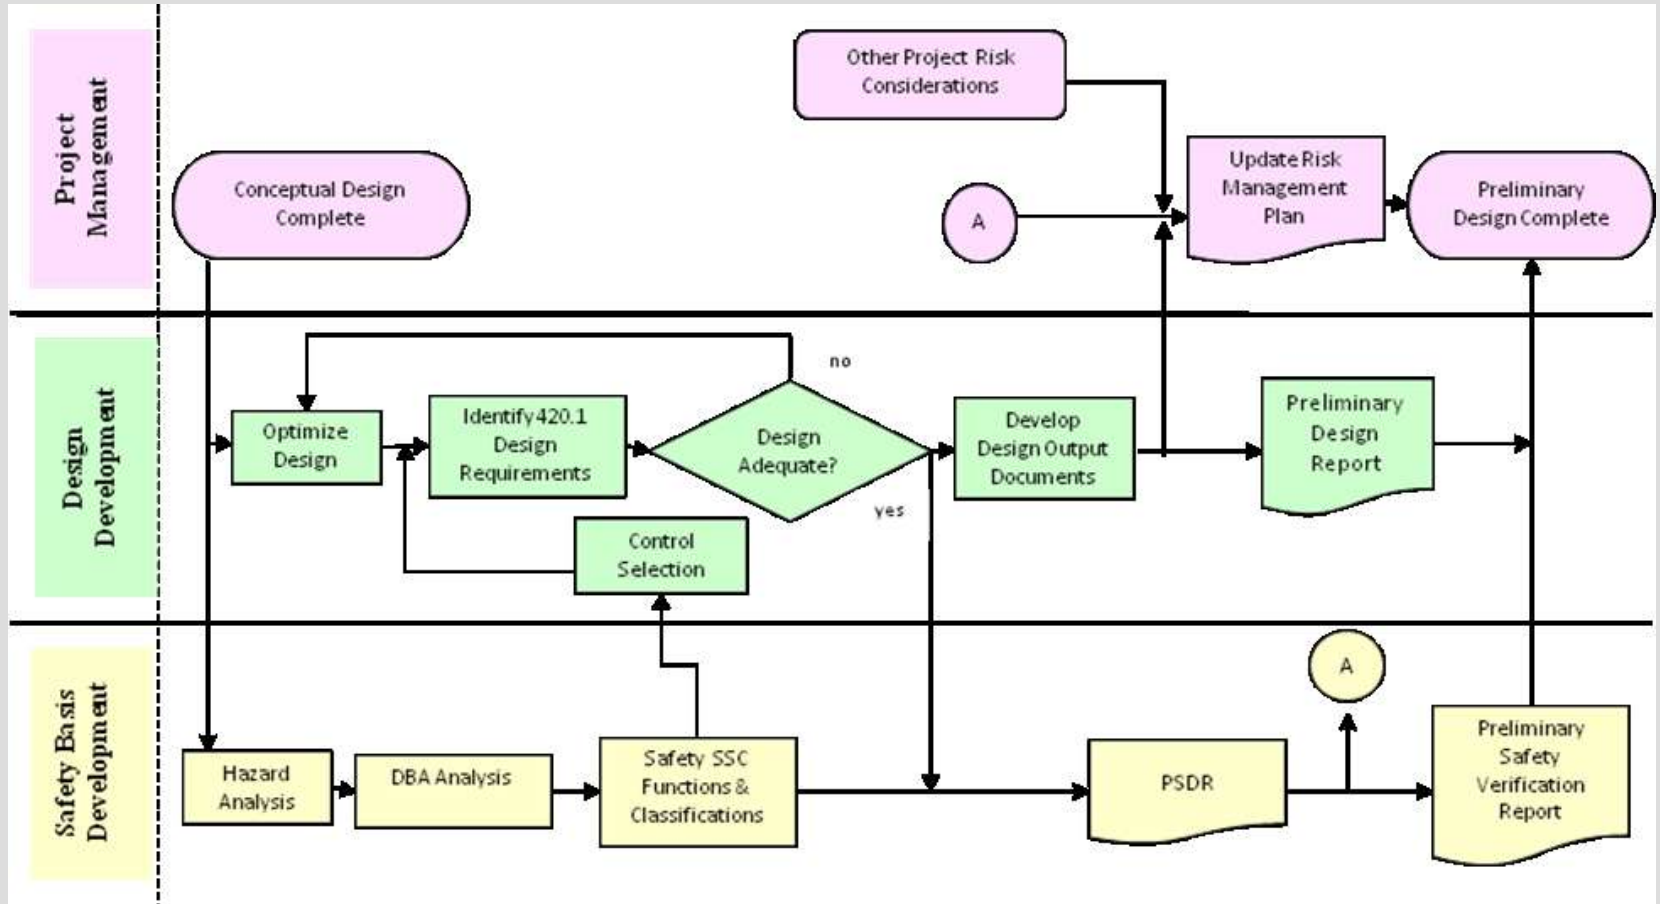 Project
Management
Other Project Risk
Considerations
Conceptual Design
Complete
A
Update Risk
Management
Plan
Preliminary
Design Complete
Design
Development
no
Optimize
Design
Identify 420.1
Design
Requirements
Design
Adequate?
yes
Develop
Design Output
Documents
Preliminary
Design
Report
Control
Selection
Safety Basis
Development
A
Hazard
Analysis
DBA Analysis
Safety SSC
Functions &
Classifications
PSDR
Preliminary
Safety
Verification
Report